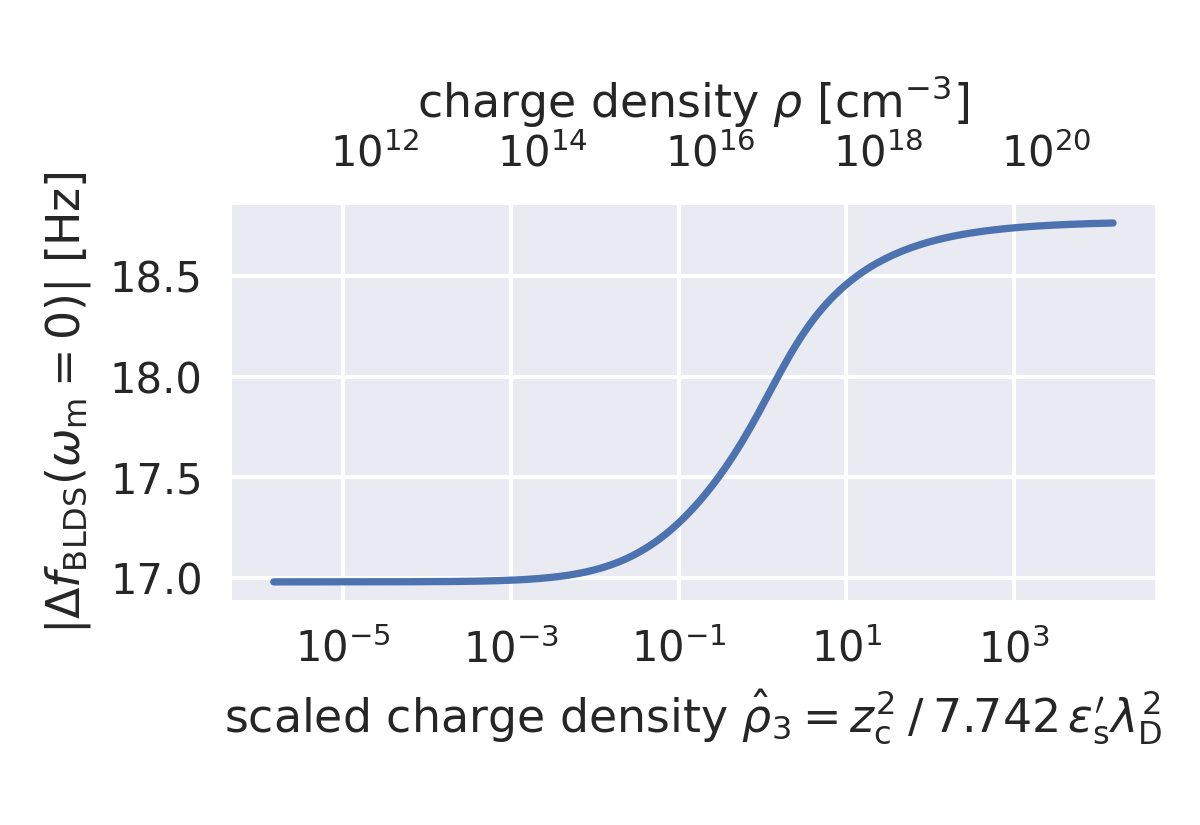 charge density ρ [cm⁻³]
10¹² 10¹⁴ 10¹⁶ 10¹⁸ 10²⁰
|Δf_BLDS(ω_m = 0)| [Hz]
18.5
18.0
17.5
17.0
10⁻⁵ 10⁻³ 10⁻¹ 10¹ 10³
scaled charge density ρ̂₃ = z_c² / 7.742 ε_s′λ_D²